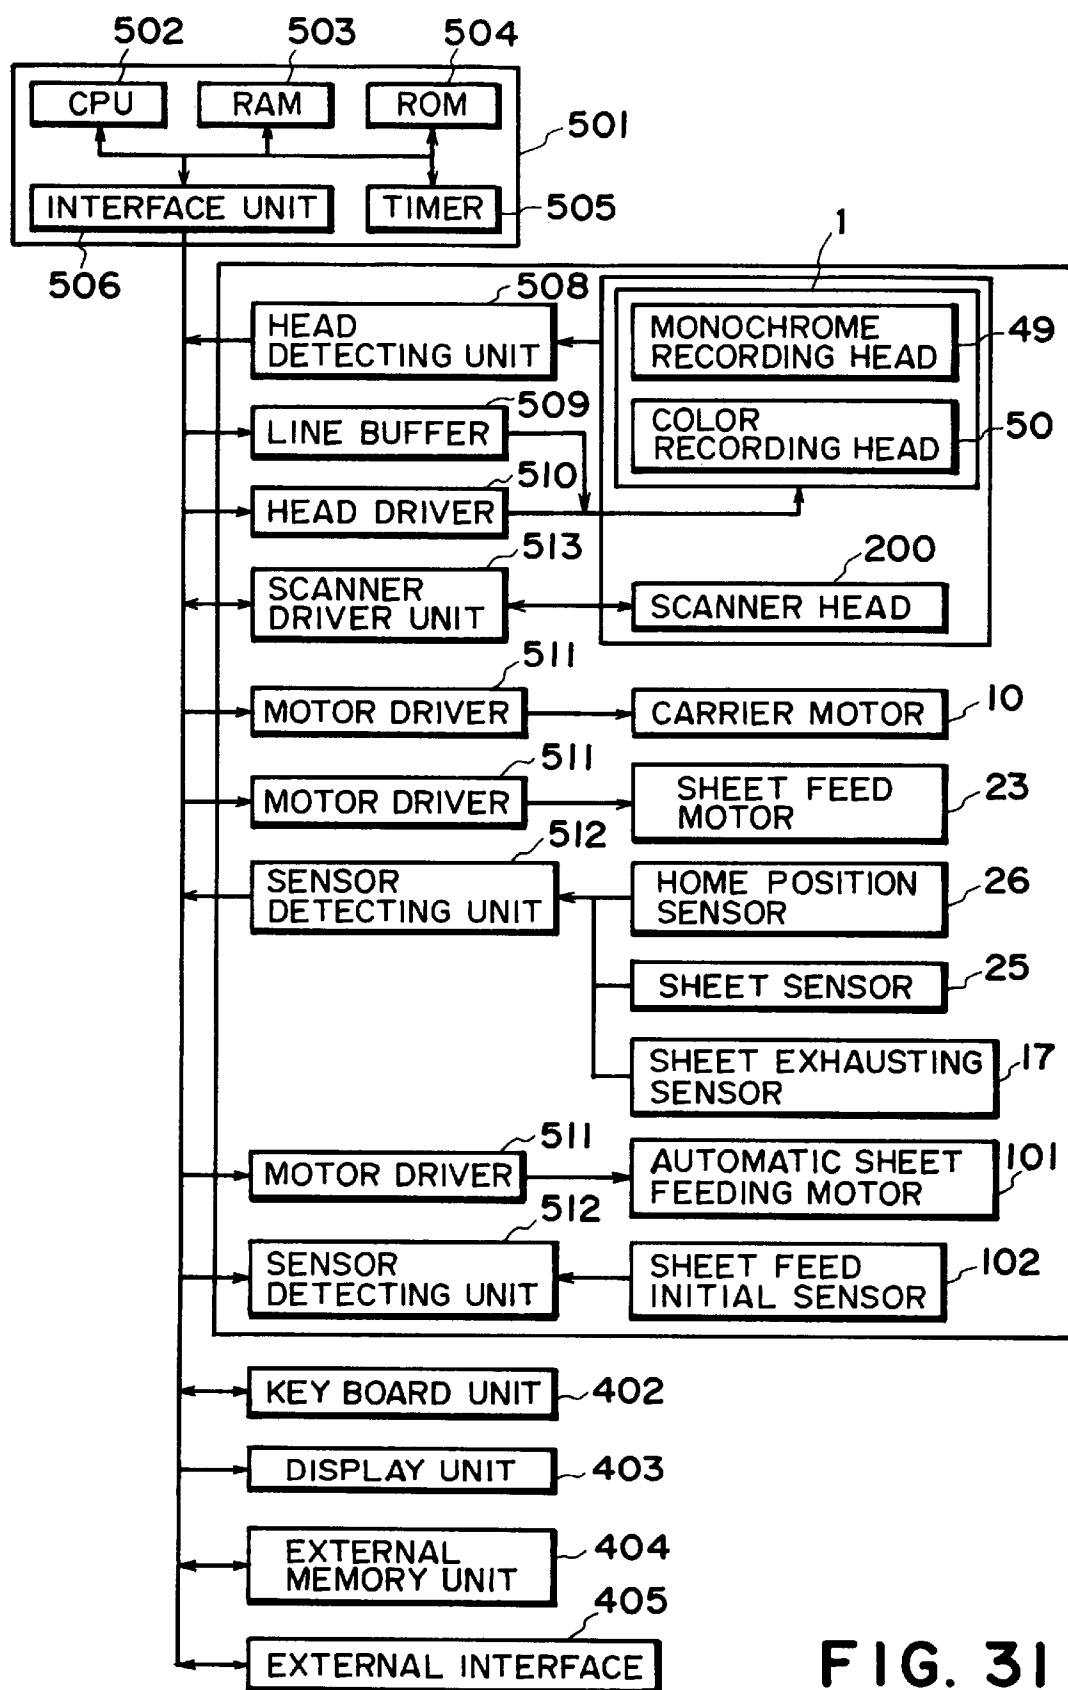 502 503 504
CPU RAM ROM
501
INTERFACE UNIT TIMER 505
506
1
508
HEAD
DETECTING UNIT
MONOCHROME
RECORDING HEAD
49
509
LINE BUFFER
COLOR
RECORDING HEAD
50
510
HEAD DRIVER
513
SCANNER
DRIVER UNIT
200
SCANNER HEAD
511
MOTOR DRIVER
CARRIER MOTOR
10
511
MOTOR DRIVER
SHEET FEED
MOTOR
23
512
SENSOR
DETECTING UNIT
HOME POSITION
SENSOR
26
SHEET SENSOR
25
SHEET EXHAUSTING
SENSOR
17
511
MOTOR DRIVER
AUTOMATIC SHEET
FEEDING MOTOR
101
512
SENSOR
DETECTING UNIT
SHEET FEED
INITIAL SENSOR
102
KEY BOARD UNIT
402
DISPLAY UNIT
403
EXTERNAL
MEMORY UNIT
404
405
EXTERNAL INTERFACE
FIG. 31